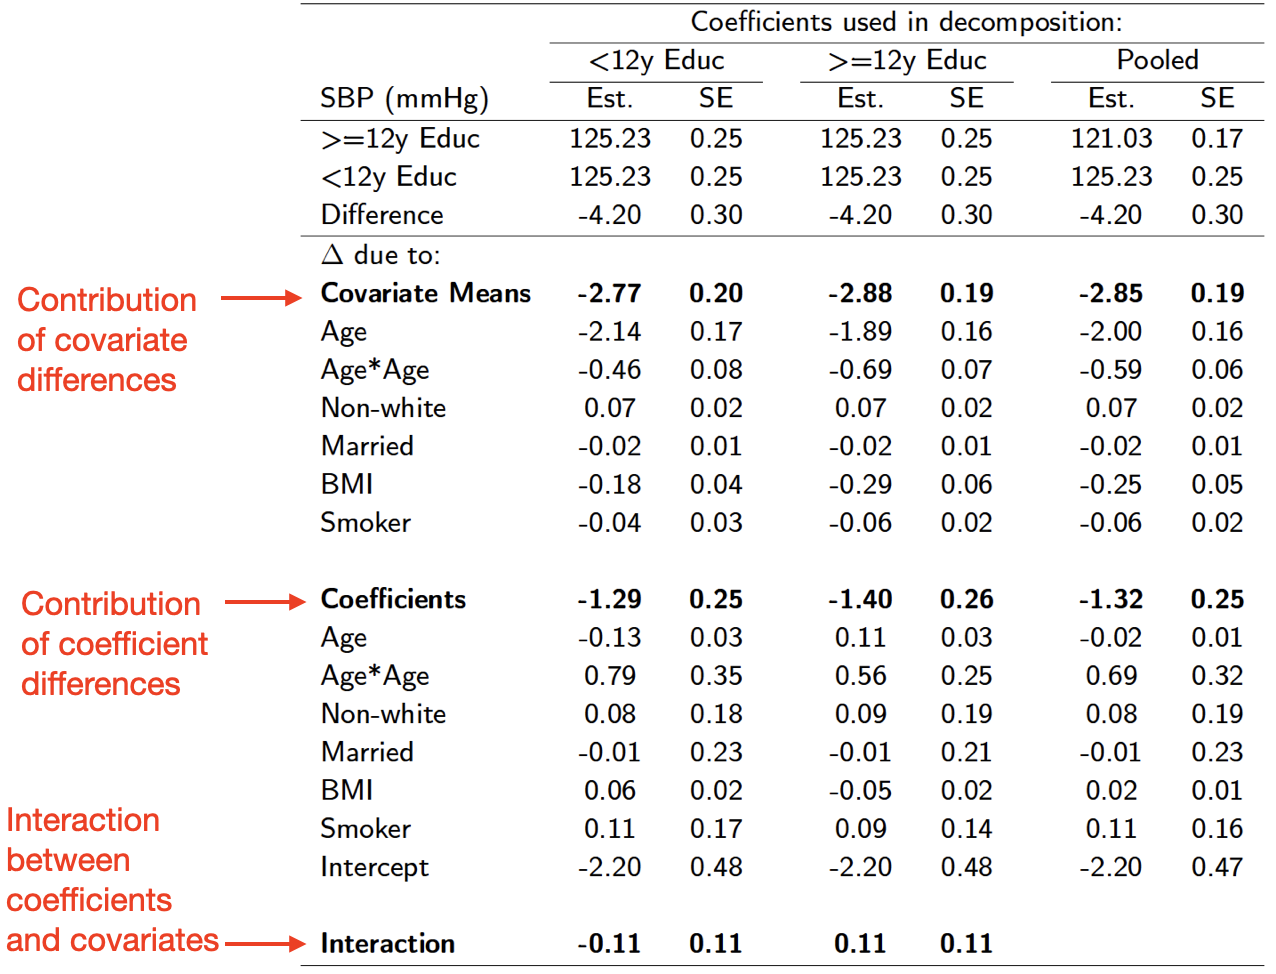 Coefficients used in decomposition:
<12y Educ >=12y Educ Pooled
SBP (mmHg) Est. SE Est. SE Est. SE
>=12y Educ 125.23 0.25 125.23 0.25 121.03 0.17
<12y Educ 125.23 0.25 125.23 0.25 125.23 0.25
Difference -4.20 0.30 -4.20 0.30 -4.20 0.30
Δ due to:
Contribution
of covariate
differences
Covariate Means -2.77 0.20 -2.88 0.19 -2.85 0.19
Age -2.14 0.17 -1.89 0.16 -2.00 0.16
Age*Age -0.46 0.08 -0.69 0.07 -0.59 0.06
Non-white 0.07 0.02 0.07 0.02 0.07 0.02
Married -0.02 0.01 -0.02 0.01 -0.02 0.01
BMI -0.18 0.04 -0.29 0.06 -0.25 0.05
Smoker -0.04 0.03 -0.06 0.02 -0.06 0.02
Contribution
of coefficient
differences
Coefficients -1.29 0.25 -1.40 0.26 -1.32 0.25
Age -0.13 0.03 0.11 0.03 -0.02 0.01
Age*Age 0.79 0.35 0.56 0.25 0.69 0.32
Non-white 0.08 0.18 0.09 0.19 0.08 0.19
Married -0.01 0.23 -0.01 0.21 -0.01 0.23
BMI 0.06 0.02 -0.05 0.02 0.02 0.01
Smoker 0.11 0.17 0.09 0.14 0.11 0.16
Intercept -2.20 0.48 -2.20 0.48 -2.20 0.47
Interaction
between
coefficients
and covariates
Interaction -0.11 0.11 0.11 0.11